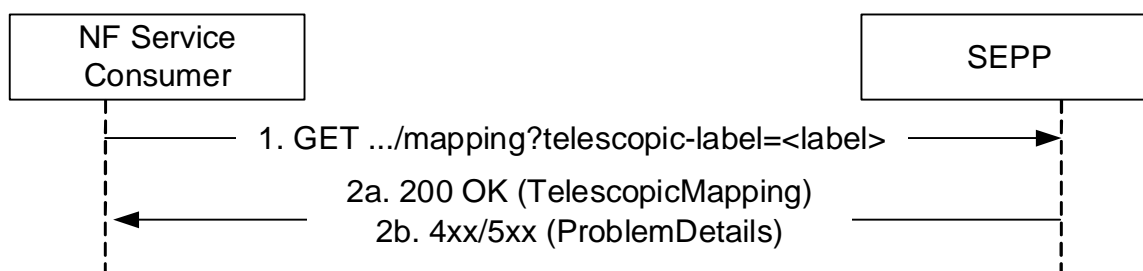 NF Service
Consumer
SEPP
1. GET .../mapping?telescopic-label=<label>
2a. 200 OK (TelescopicMapping)
2b. 4xx/5xx (ProblemDetails)